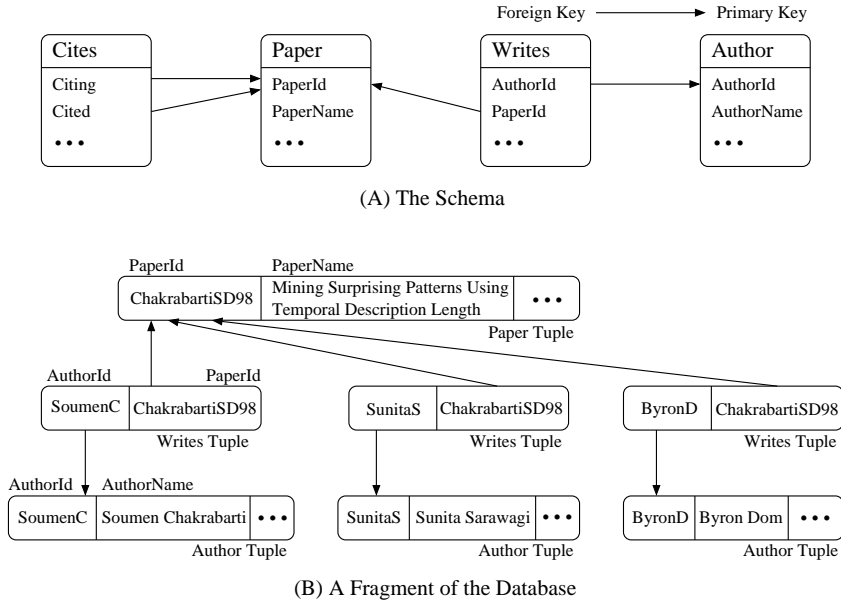 Foreign Key Primary Key
Cites Paper Writes Author
Citing PaperId AuthorId AuthorId
Cited PaperName PaperId AuthorName
••• ••• ••• •••
(A) The Schema
PaperId PaperName
ChakrabartiSD98 Mining Surprising Patterns Using
Temporal Description Length •••
Paper Tuple
AuthorId PaperId
SoumenC ChakrabartiSD98 SunitaS ChakrabartiSD98 ByronD ChakrabartiSD98
Writes Tuple Writes Tuple Writes Tuple
AuthorId AuthorName
SoumenC Soumen Chakrabarti ••• SunitaS Sunita Sarawagi ••• ByronD Byron Dom •••
Author Tuple Author Tuple Author Tuple
(B) A Fragment of the Database